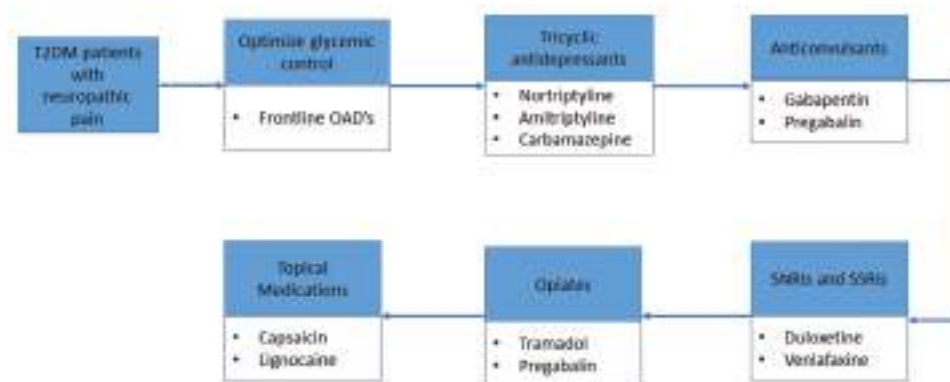 T2DM patients
with
neuropathic
pain
Optimize glycemic
control
• Frontline OAD's
Tricyclic
antidepressants
• Nortriptyline
• Amitriptyline
• Carbamazepine
Anticonvulsants
• Gabapentin
• Pregabalin
SNRIs and SSRIs
• Duloxetine
• Venlafaxine
Opiates
• Tramadol
• Pregabalin
Topical
Medications
• Capsaicin
• Lignocaine